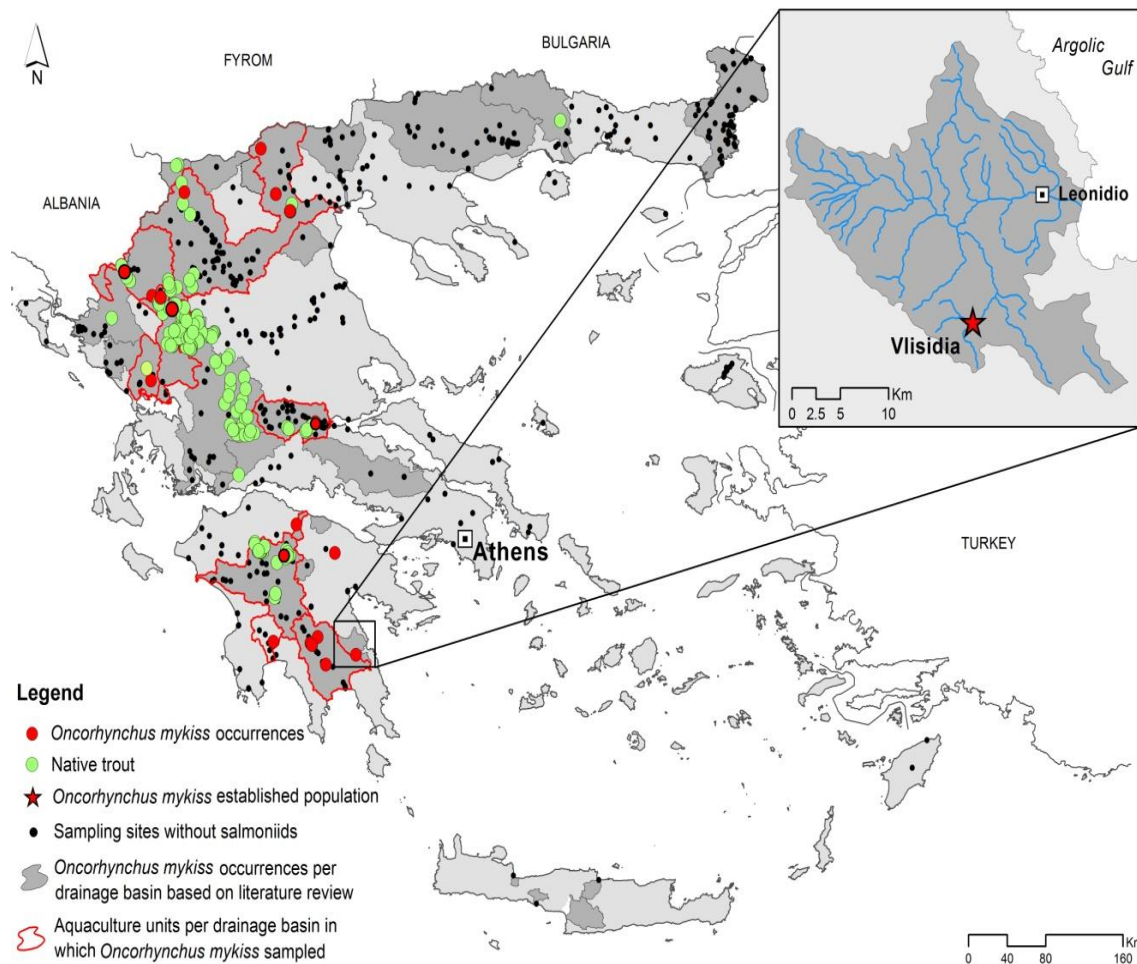 N
FYROM
BULGARIA
ALBANIA
Argolic
Gulf
Leonidio
Vlisidia
Km
0 2.5 5 10
Athens
TURKEY
Legend
Oncorhynchus mykiss occurrences
Native trout
Oncorhynchus mykiss established population
Sampling sites without salmoniids
Oncorhynchus mykiss occurrences per
drainage basin based on literature review
Aquaculture units per drainage basin in
which Oncorhynchus mykiss sampled
Km
0 40 80 160